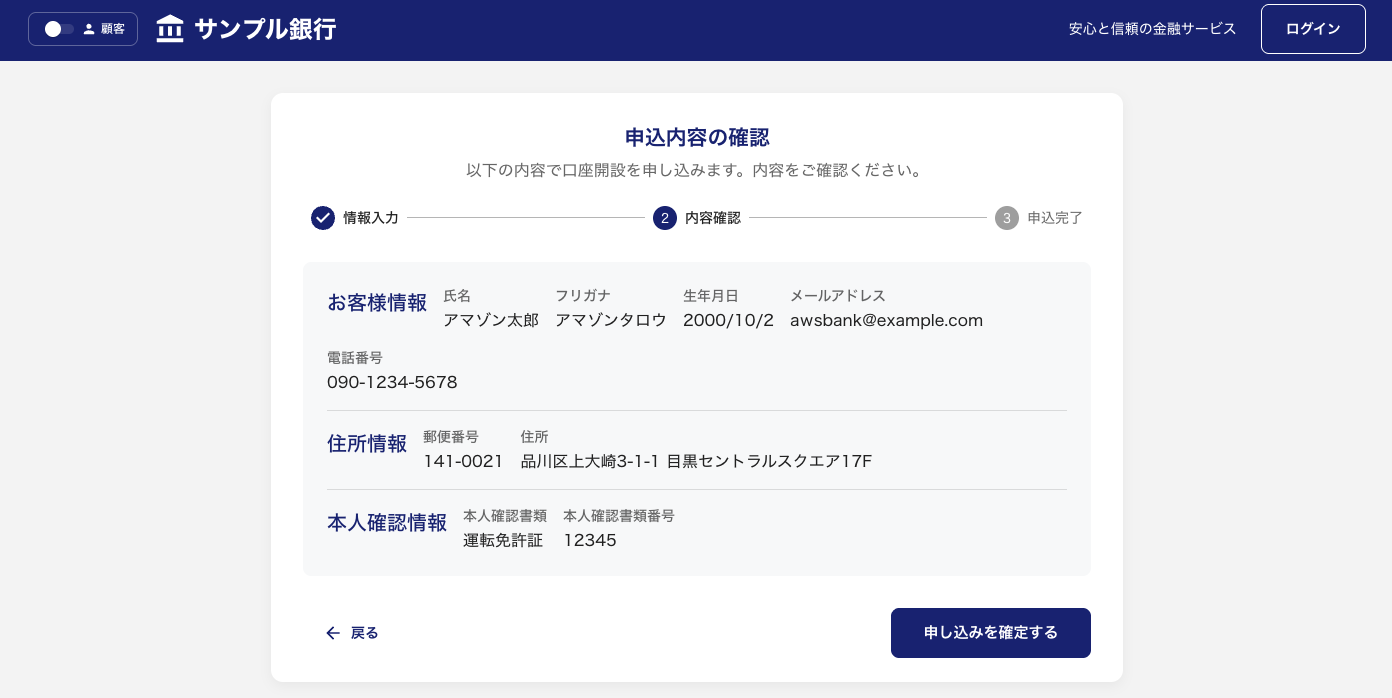 顧客
サンプル銀行
安心と信頼の金融サービス
ログイン
申込内容の確認
以下の内容で口座開設を申し込みます。内容をご確認ください。
情報入力
2 内容確認
3 申込完了
お客様情報
氏名
アマゾン太郎
フリガナ
アマゾンタロウ
生年月日
2000/10/2
メールアドレス
awsbank@example.com
電話番号
090-1234-5678
住所情報
郵便番号
141-0021
住所
品川区上大崎3-1-1 目黒セントラルスクエア17F
本人確認情報
本人確認書類
運転免許証
本人確認書類番号
12345
戻る
申し込みを確定する